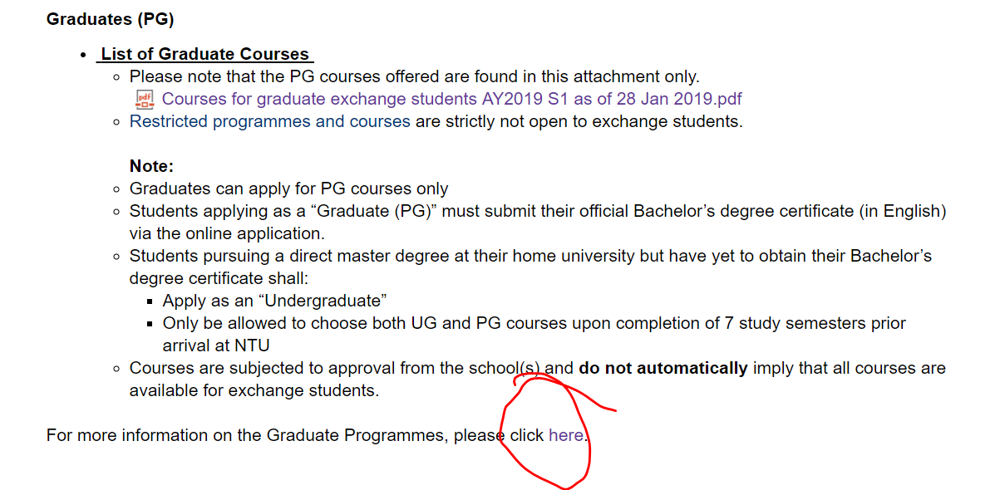 Graduates (PG)
List of Graduate Courses
Please note that the PG courses offered are found in this attachment only.
pdf Courses for graduate exchange students AY2019 S1 as of 28 Jan 2019.pdf
Restricted programmes and courses are strictly not open to exchange students.
Note:
Graduates can apply for PG courses only
Students applying as a “Graduate (PG)” must submit their official Bachelor’s degree certificate (in English)
via the online application.
Students pursuing a direct master degree at their home university but have yet to obtain their Bachelor’s
degree certificate shall:
Apply as an “Undergraduate”
Only be allowed to choose both UG and PG courses upon completion of 7 study semesters prior
arrival at NTU
Courses are subjected to approval from the school(s) and do not automatically imply that all courses are
available for exchange students.
For more information on the Graduate Programmes, please click here.